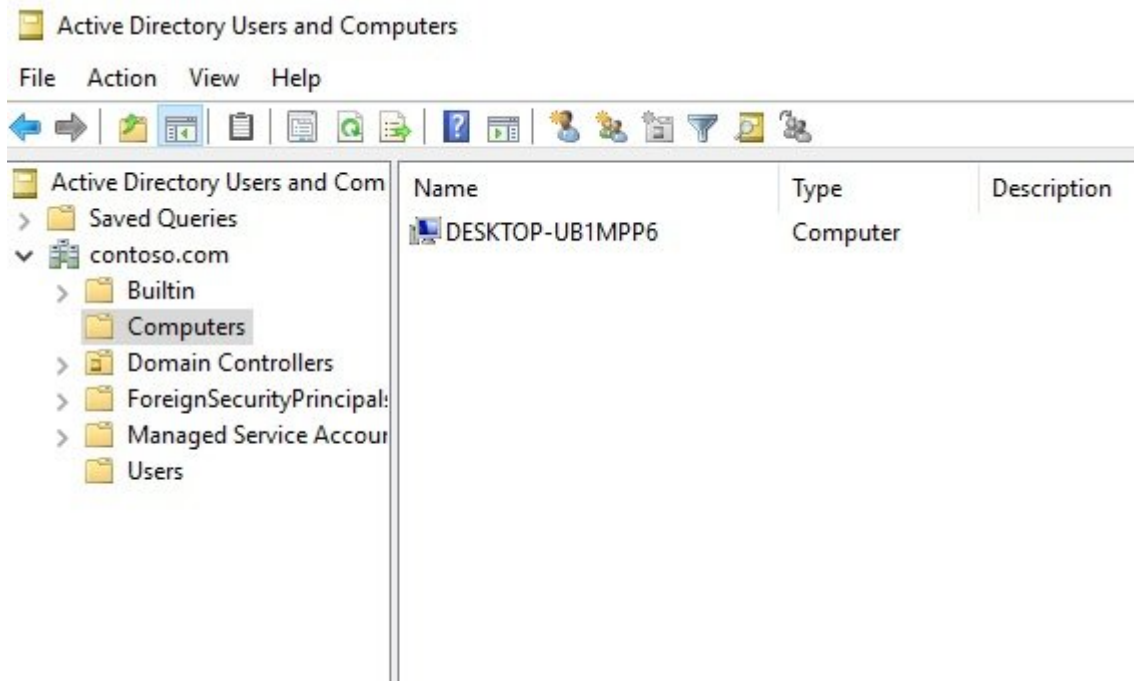 Active Directory Users and Computers
File Action View Help
Active Directory Users and Com
Saved Queries
contoso.com
Builtin
Computers
Domain Controllers
ForeignSecurityPrincipals
Managed Service Accour
Users
Name Type Description
DESKTOP-UB1MPP6 Computer